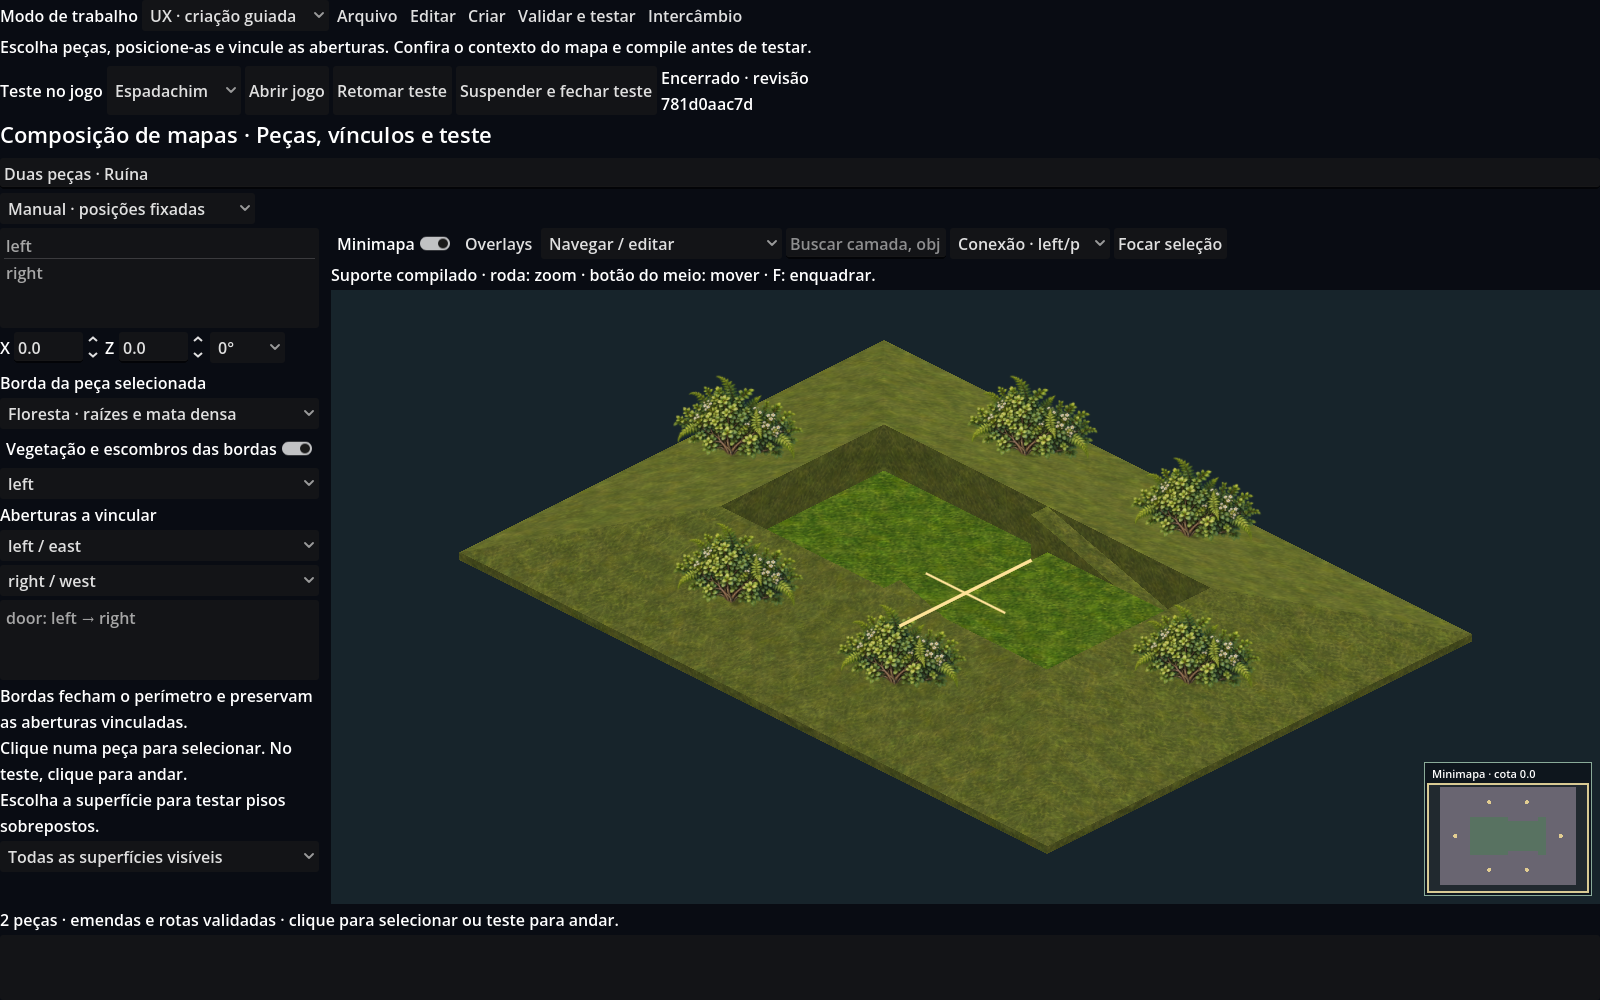 Modo de trabalho UX · criação guiada Arquivo Editar Criar Validar e testar Intercâmbio
Escolha peças, posicione-as e vincule as aberturas. Confira o contexto do mapa e compile antes de testar.
Teste no jogo Espadachim Abrir jogo Retomar teste Suspender e fechar teste Encerrado · revisão
781d0aac7d
Composição de mapas · Peças, vínculos e teste
Duas peças · Ruína
Manual · posições fixadas
left
right
Minimapa Overlays Navegar / editar Buscar camada, obj Conexão · left/p Focar seleção
Suporte compilado · roda: zoom · botão do meio: mover · F: enquadrar.
X 0.0 Z 0.0 0°
Borda da peça selecionada
Floresta · raízes e mata densa
Vegetação e escombros das bordas
left
Aberturas a vincular
left / east
right / west
door: left → right
Bordas fecham o perímetro e preservam
as aberturas vinculadas.
Clique numa peça para selecionar. No
teste, clique para andar.
Escolha a superfície para testar pisos
sobrepostos.
Todas as superfícies visíveis
Minimapa · cota 0.0
2 peças · emendas e rotas validadas · clique para selecionar ou teste para andar.